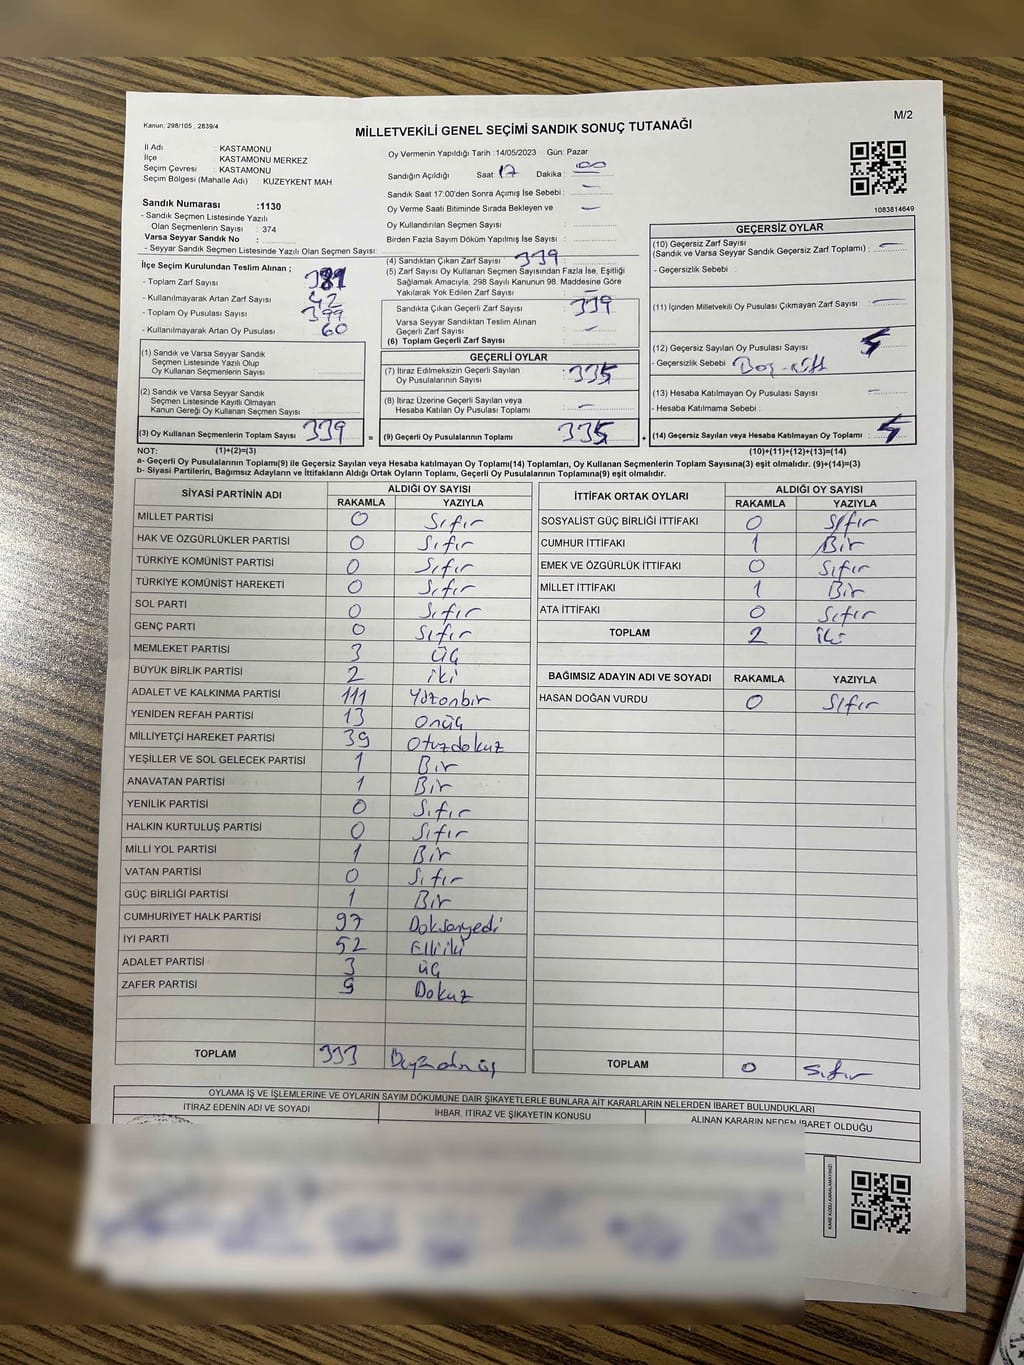 Kanun, 298/105 , 2839/4
M/2
MİLLETVEKİLİ GENEL SEÇİMİ SANDIK SONUÇ TUTANAĞI
İl Adı : KASTAMONU
İlçe : KASTAMONU MERKEZ
Seçim Çevresi : KASTAMONU
Seçim Bölgesi (Mahalle Adı) : KUZEYKENT MAH
Sandık Numarası :1130
- Sandık Seçmen Listesinde Yazılı
Olan Seçmenlerin Sayısı : 374
Varsa Seyyar Sandık No :
- Seyyar Sandık Seçmen Listesinde Yazılı Olan Seçmen Sayısı:
Oy Vermenin Yapıldığı Tarih :14/05/2023 Gün: Pazar
Sandığın Açıldığı Saat 17 Dakika : 00
Sandık Saat 17:00'den Sonra Açımış İse Sebebi : -
Oy Verme Saati Bitiminde Sırada Bekleyen ve -
Oy Kullandırılan Seçmen Sayısı :
Birden Fazla Sayım Döküm Yapılmış İse Sayısı :
1083814649
İlçe Seçim Kurulundan Teslim Alınan ;
- Toplam Zarf Sayısı : 381
- Kullanılmayarak Artan Zarf Sayısı : 42
- Toplam Oy Pusulası Sayısı : 399
- Kullanılmayarak Artan Oy Pusulası : 60
(1) Sandık ve Varsa Seyyar Sandık
Seçmen Listesinde Yazılı Olup
Oy Kullanan Seçmenlerin Sayısı :
(2) Sandık ve Varsa Seyyar Sandık
Seçmen Listesinde Kayıtlı Olmayan
Kanun Gereği Oy Kullanan Seçmen Sayısı :
(3) Oy Kullanan Seçmenlerin Toplam Sayısı : 339 =
(4) Sandıktan Çıkan Zarf Sayısı : 339
(5) Zarf Sayısı Oy Kullanan Seçmen Sayısından Fazla İse, Eşitliği
Sağlamak Amacıyla, 298 Sayılı Kanunun 98. Maddesine Göre
Yakılarak Yok Edilen Zarf Sayısı : -
Sandıkta Çıkan Geçerli Zarf Sayısı : 339
Varsa Seyyar Sandıktan Teslim Alınan
Geçerli Zarf Sayısı : -
(6) Toplam Geçerli Zarf Sayısı :
GEÇERLİ OYLAR
(7) İtiraz Edilmeksizin Geçerli Sayılan
Oy Pusulalarının Sayısı : 335
(8) İtiraz Üzerine Geçerli Sayılan veya
Hesaba Katılan Oy Pusulası Toplamı : -
(9) Geçerli Oy Pusulalarının Toplamı : 335 +
GEÇERSİZ OYLAR
(10) Geçersiz Zarf Sayısı
(Sandık ve Varsa Seyyar Sandık Geçersiz Zarf Toplamı) : -
- Geçersizlik Sebebi :
(11) İçinden Milletvekili Oy Pusulası Çıkmayan Zarf Sayısı : -
(12) Geçersiz Sayılan Oy Pusulası Sayısı :
- Geçersizlik Sebebi : Boş
(13) Hesaba Katılmayan Oy Pusulası Sayısı : -
- Hesaba Katılmama Sebebi :
(14) Geçersiz Sayılan veya Hesaba Katılmayan Oy Toplamı :
NOT: (1)+(2)=(3) (10)+(11)+(12)+(13)=(14)
a- Geçerli Oy Pusulalarının Toplamı(9) ile Geçersiz Sayılan veya Hesaba katılmayan Oy Toplamı(14) Toplamları, Oy Kullanan Seçmenlerin Toplam Sayısına(3) eşit olmalıdır. (9)+(14)=(3)
b- Siyasi Partilerin, Bağımsız Adayların ve İttifakların Aldığı Oyların Toplamı, Geçerli Oy Pusulalarının Toplamına(9) eşit olmalıdır.
SİYASİ PARTİNİN ADI ALDIĞI OY SAYISI
RAKAMLA YAZIYLA
MİLLET PARTİSİ 0 Sıfır
HAK VE ÖZGÜRLÜKLER PARTİSİ 0 Sıfır
TÜRKİYE KOMÜNİST PARTİSİ 0 Sıfır
TÜRKİYE KOMÜNİST HAREKETİ 0 Sıfır
SOL PARTİ 0 Sıfır
GENÇ PARTİ 0 Sıfır
MEMLEKET PARTİSİ 3 üç
BÜYÜK BİRLİK PARTİSİ 2 iki
ADALET VE KALKINMA PARTİSİ 111 Yüzonbir
YENİDEN REFAH PARTİSİ 13 onüç
MİLLİYETÇİ HAREKET PARTİSİ 39 Otuzdokuz
YEŞİLLER VE SOL GELECEK PARTİSİ 1 Bir
ANAVATAN PARTİSİ 1 Bir
YENİLİK PARTİSİ 0 Sıfır
HALKIN KURTULUŞ PARTİSİ 0 Sıfır
MİLLİ YOL PARTİSİ 1 Bir
VATAN PARTİSİ 0 Sıfır
GÜÇ BİRLİĞİ PARTİSİ 1 Bir
CUMHURİYET HALK PARTİSİ 97 Doksanyedi
İYİ PARTİ 52 Elliiki
ADALET PARTİSİ 3 üç
ZAFER PARTİSİ 9 Dokuz
TOPLAM 333
İTTİFAK ORTAK OYLARI ALDIĞI OY SAYISI
RAKAMLA YAZIYLA
SOSYALİST GÜÇ BİRLİĞİ İTTİFAKI 0 Sıfır
CUMHUR İTTİFAKI 1 Bir
EMEK VE ÖZGÜRLÜK İTTİFAKI 0 Sıfır
MİLLET İTTİFAKI 1 Bir
ATA İTTİFAKI 0 Sıfır
TOPLAM 2 iki
BAĞIMSIZ ADAYIN ADI VE SOYADI RAKAMLA YAZIYLA
HASAN DOĞAN VURDU 0 Sıfır
TOPLAM 0 Sıfır
OYLAMA İŞ VE İŞLEMLERİNE VE OYLARIN SAYIM DÖKÜMÜNE DAİR ŞİKAYETLERLE BUNLARA AİT KARARLARIN NELERDEN İBARET BULUNDUKLARI
İTİRAZ EDENİN ADI VE SOYADI İHBAR, İTİRAZ VE ŞİKAYETİN KONUSU ALINAN KARARIN NEDEN İBARET OLDUĞU
KARE KODU KARALAMAYINIZ!